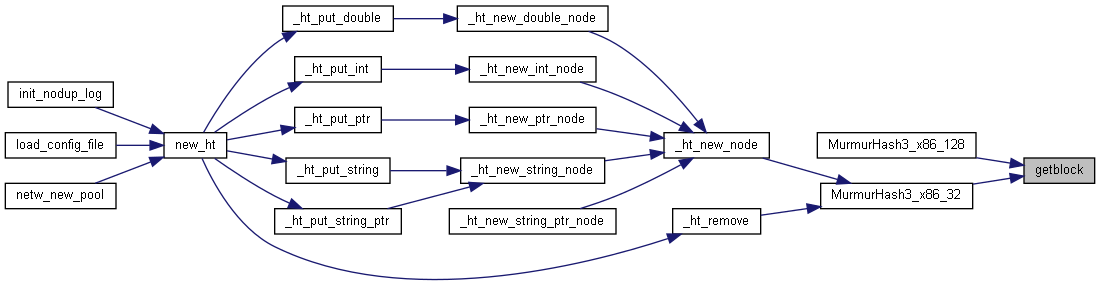 init_nodup_log
load_config_file
netw_new_pool
new_ht
_ht_put_double
_ht_put_int
_ht_put_ptr
_ht_put_string
_ht_put_string_ptr
_ht_new_double_node
_ht_new_int_node
_ht_new_ptr_node
_ht_new_string_node
_ht_new_string_ptr_node
_ht_new_node
_ht_remove
MurmurHash3_x86_128
MurmurHash3_x86_32
getblock